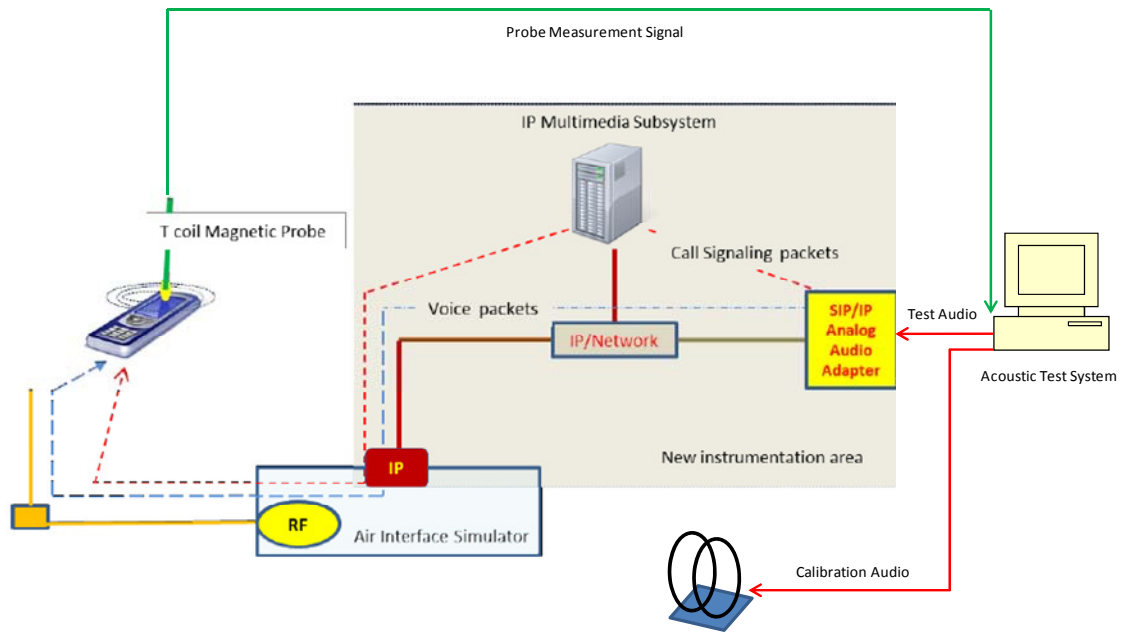 Probe Measurement Signal
IP Multimedia Subsystem
T coil Magnetic Probe
Call Signaling packets
Voice packets
IP/Network
SIP/IP
Analog
Audio
Adapter
Test Audio
Acoustic Test System
IP
New instrumentation area
RF
Air Interface Simulator
Calibration Audio